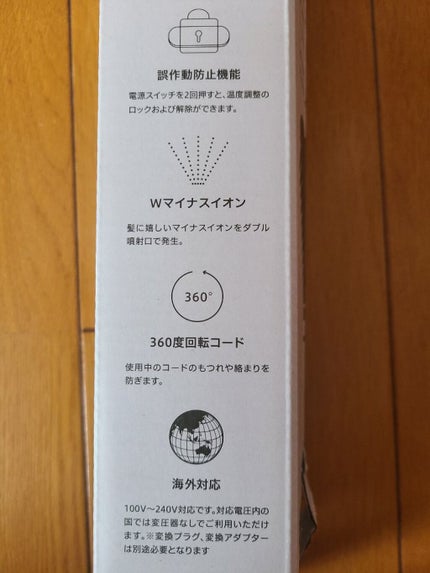 誤作動防止機能
電源スイッチを2回押すと、温度調整の
ロックおよび解除ができます。
Wマイナスイオン
髪に嬉しいマイナスイオンをダブル
噴射口で発生。
360°
360度回転コード
使用中のコードのもつれや絡まりを
防ぎます。
海外対応
100V〜240V対応です。対応電圧内の
国では変圧器なしでご利用いただけ
ます。※変換プラグ、変換アダプター
は別途必要となります